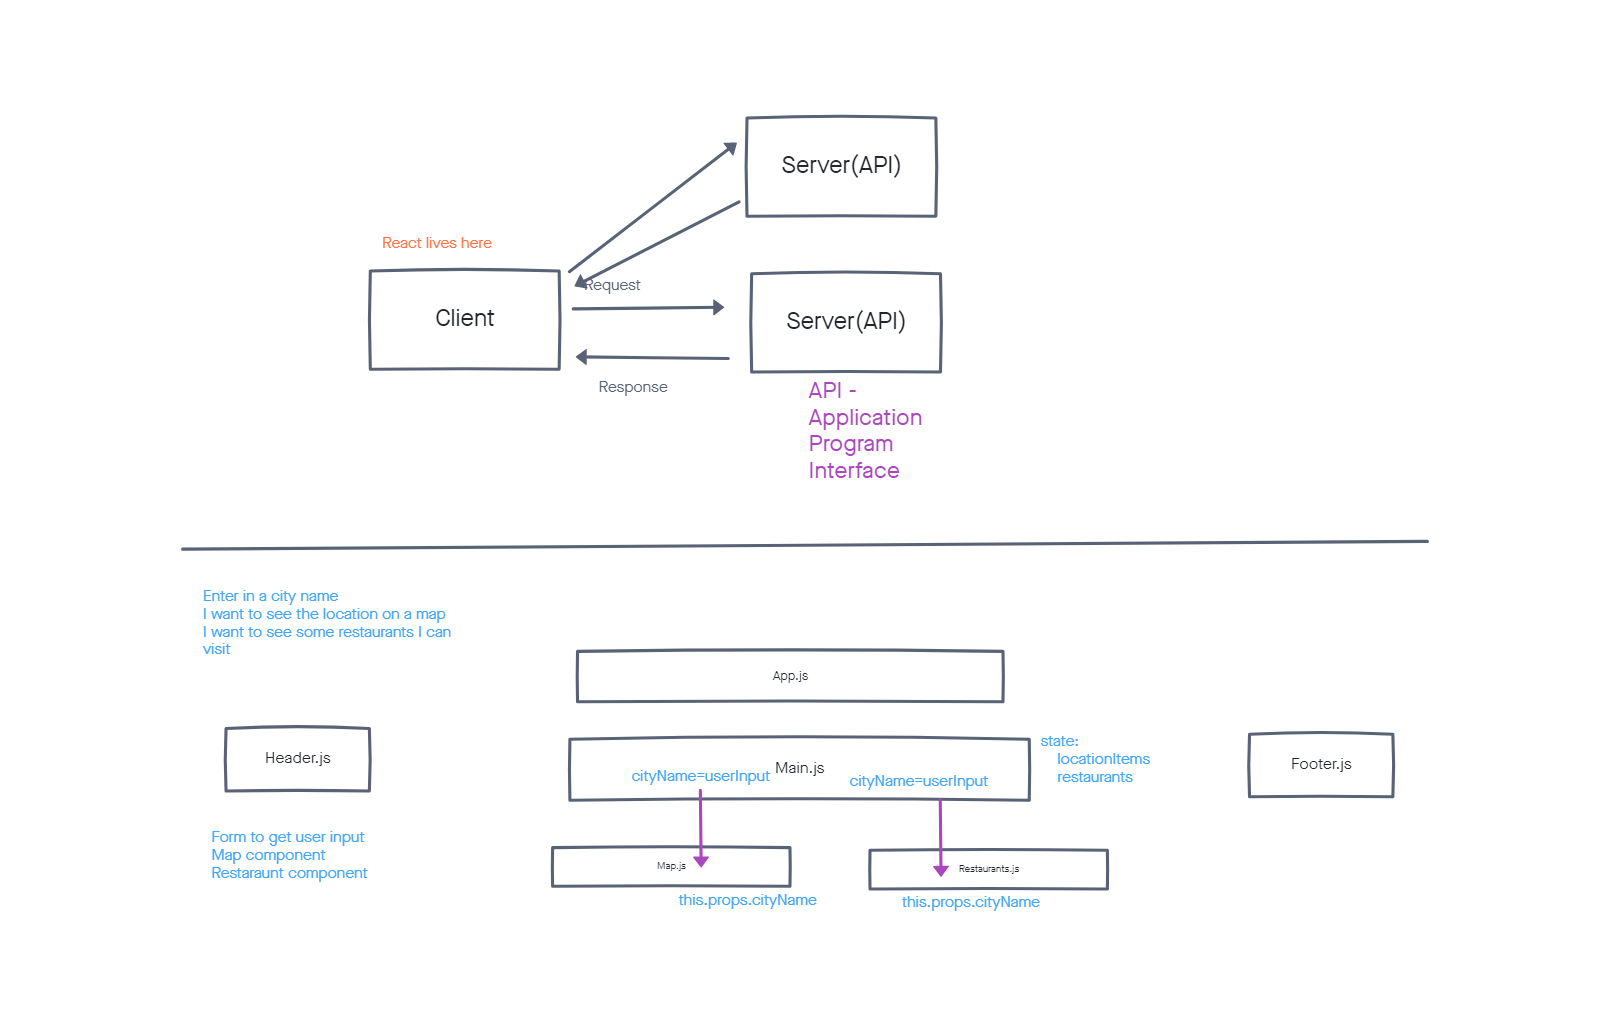 Server(API)
React lives here
Request
Client
Server(API)
Response
API -
Application
Program
Interface
Enter in a city name
I want to see the location on a map
I want to see some restaurants I can
visit
App.js
Header.js
cityName=userInput
Main.js
cityName=userInput
state:
locationItems
restaurants
Footer.js
Form to get user input
Map component
Restaraunt component
Map.js
Restaurants.js
this.props.cityName
this.props.cityName